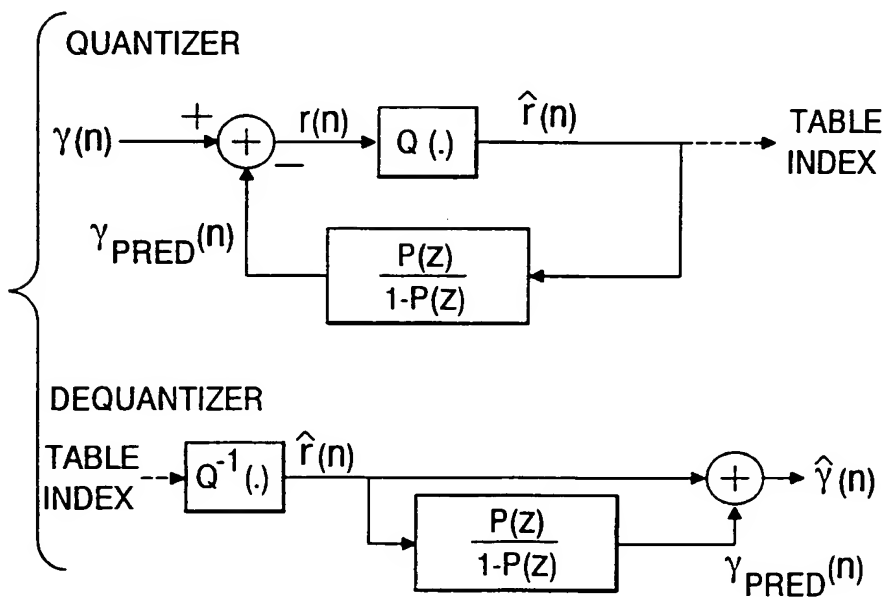 QUANTIZER
γ(n)
+
+
−
r(n)
Q (.)
r̂(n)
TABLE
INDEX
γPRED(n)
P(z)
1-P(z)
DEQUANTIZER
TABLE
INDEX
Q-1 (.)
r̂(n)
+
γ̂(n)
P(z)
1-P(z)
γPRED(n)